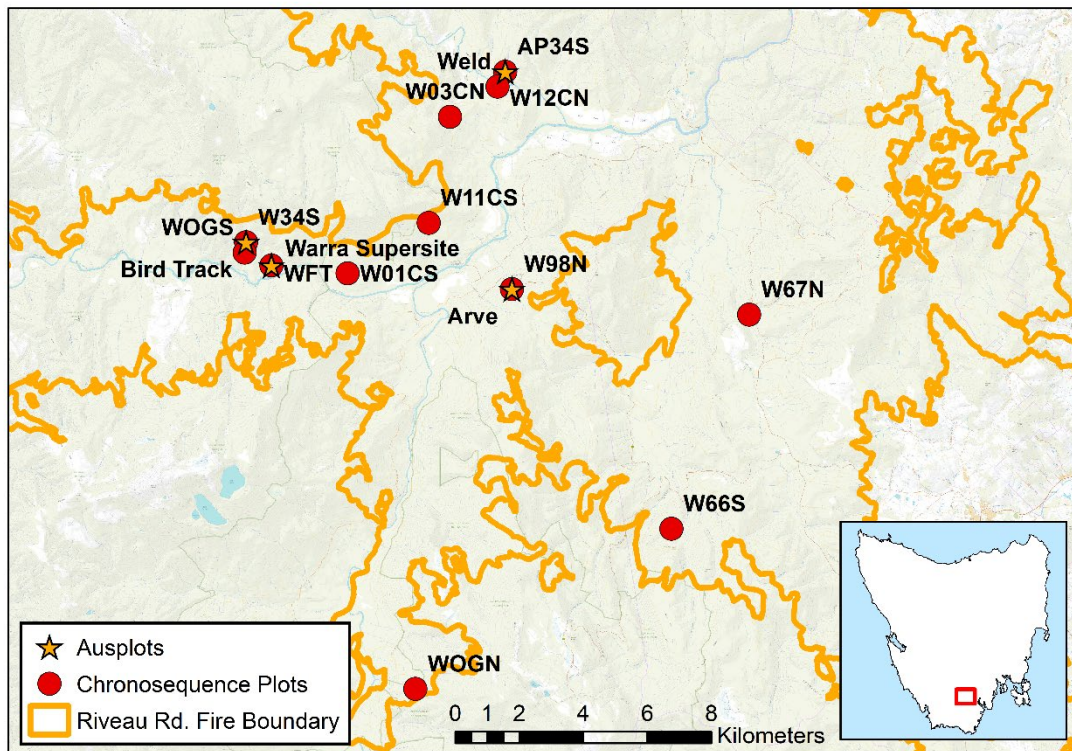 AP34S
Weld
W03CN
W12CN
W11CS
WOGS
W34S
Warra Supersite
Bird Track
WFT
W01CS
W98N
Arve
W67N
W66S
WOGN
Ausplots
Chronosequence Plots
Riveau Rd. Fire Boundary
0 1 2 4 6 8
Kilometers